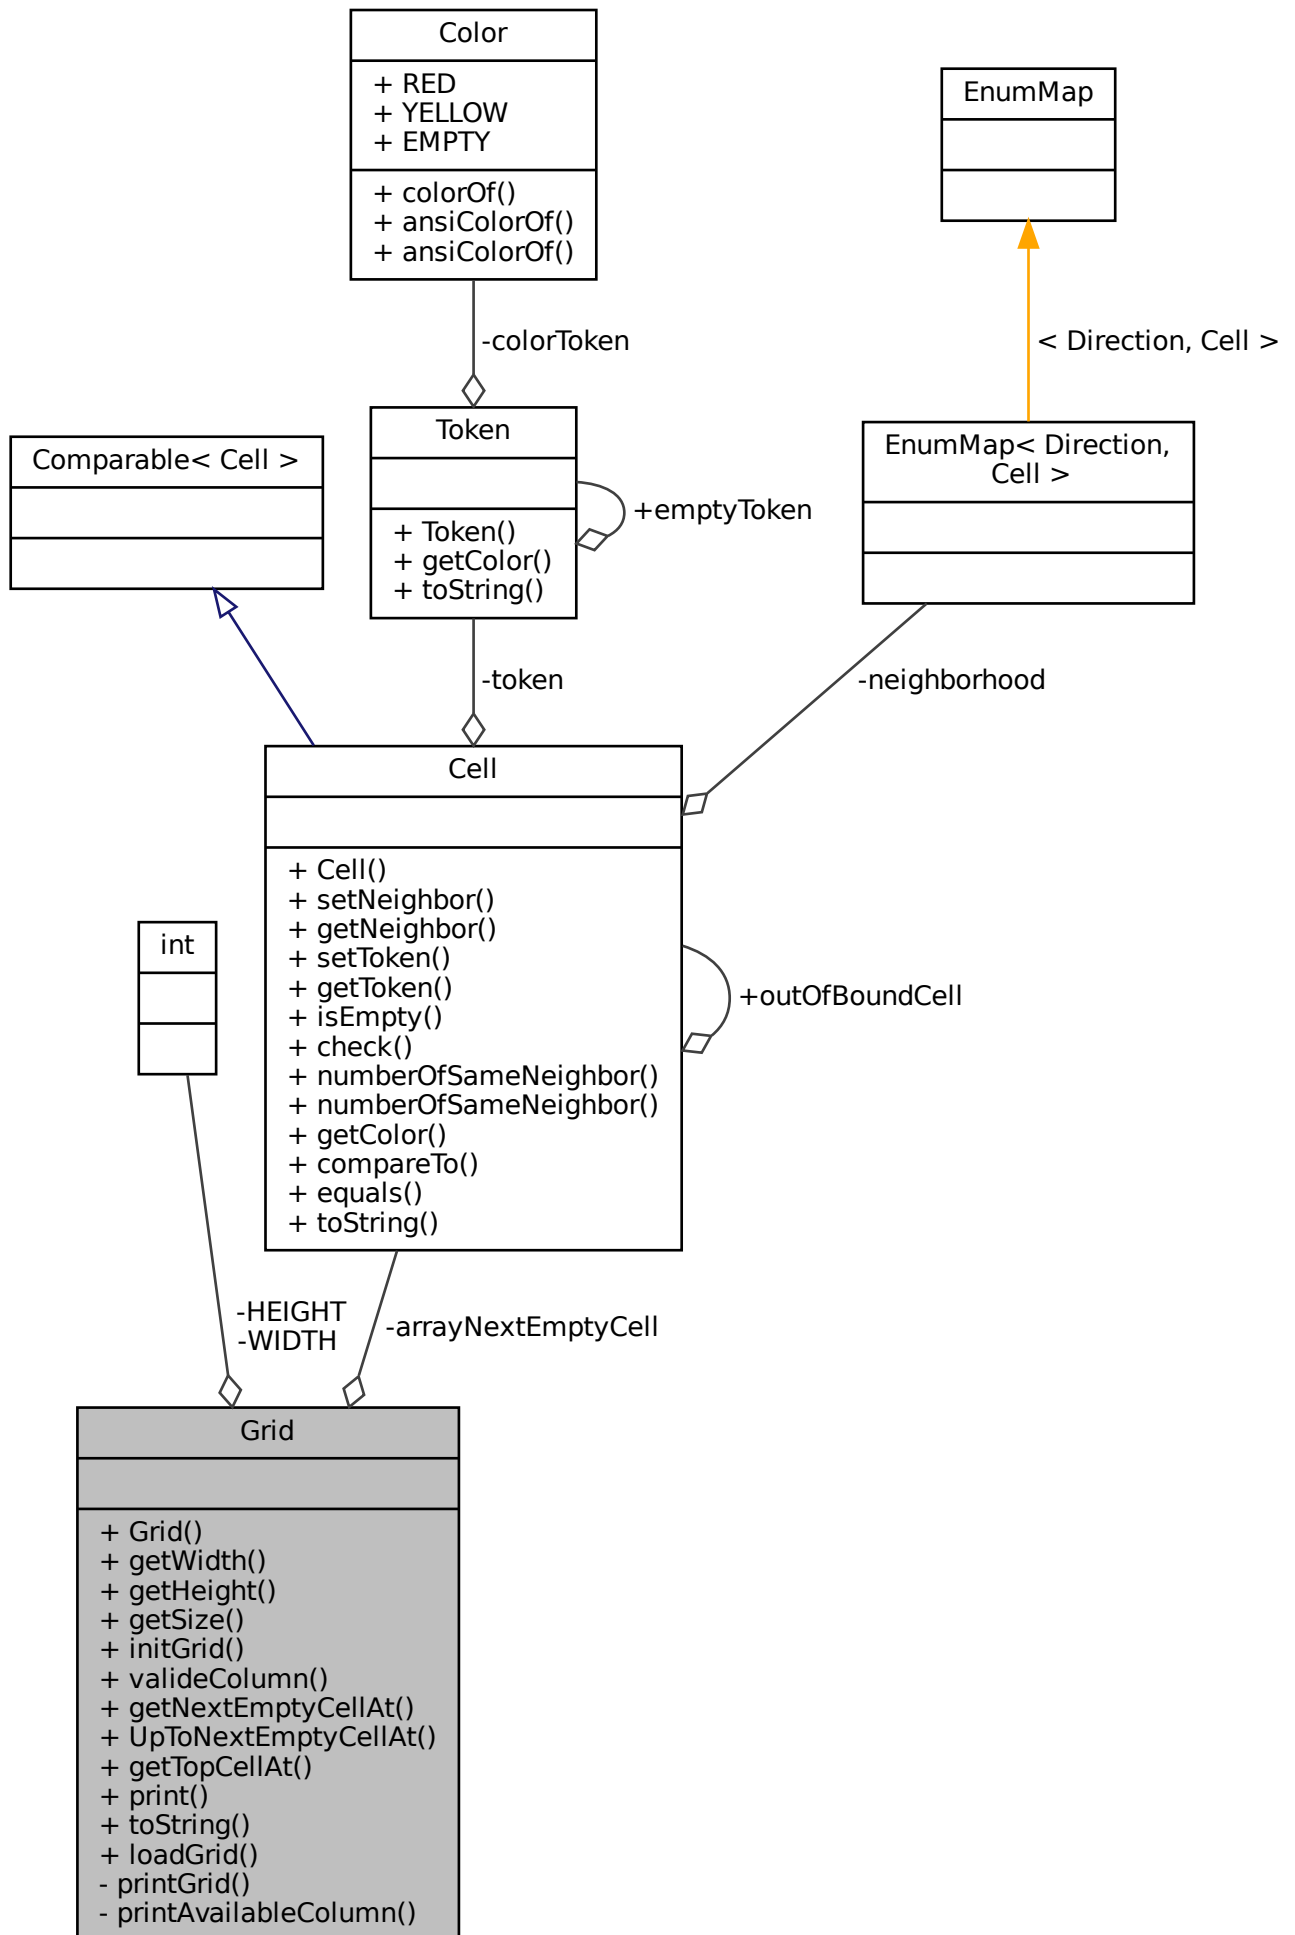 Color
+ RED
+ YELLOW
+ EMPTY
+ colorOf()
+ ansiColorOf()
+ ansiColorOf()
EnumMap
-colorToken
< Direction, Cell >
Token
+ Token()
+ getColor()
+ toString()
+emptyToken
Comparable< Cell >
EnumMap< Direction,
Cell >
-token
-neighborhood
Cell
+ Cell()
+ setNeighbor()
+ getNeighbor()
+ setToken()
+ getToken()
+ isEmpty()
+ check()
+ numberOfSameNeighbor()
+ numberOfSameNeighbor()
+ getColor()
+ compareTo()
+ equals()
+ toString()
+outOfBoundCell
int
-HEIGHT
-WIDTH
-arrayNextEmptyCell
Grid
+ Grid()
+ getWidth()
+ getHeight()
+ getSize()
+ initGrid()
+ valideColumn()
+ getNextEmptyCellAt()
+ UpToNextEmptyCellAt()
+ getTopCellAt()
+ print()
+ toString()
+ loadGrid()
- printGrid()
- printAvailableColumn()